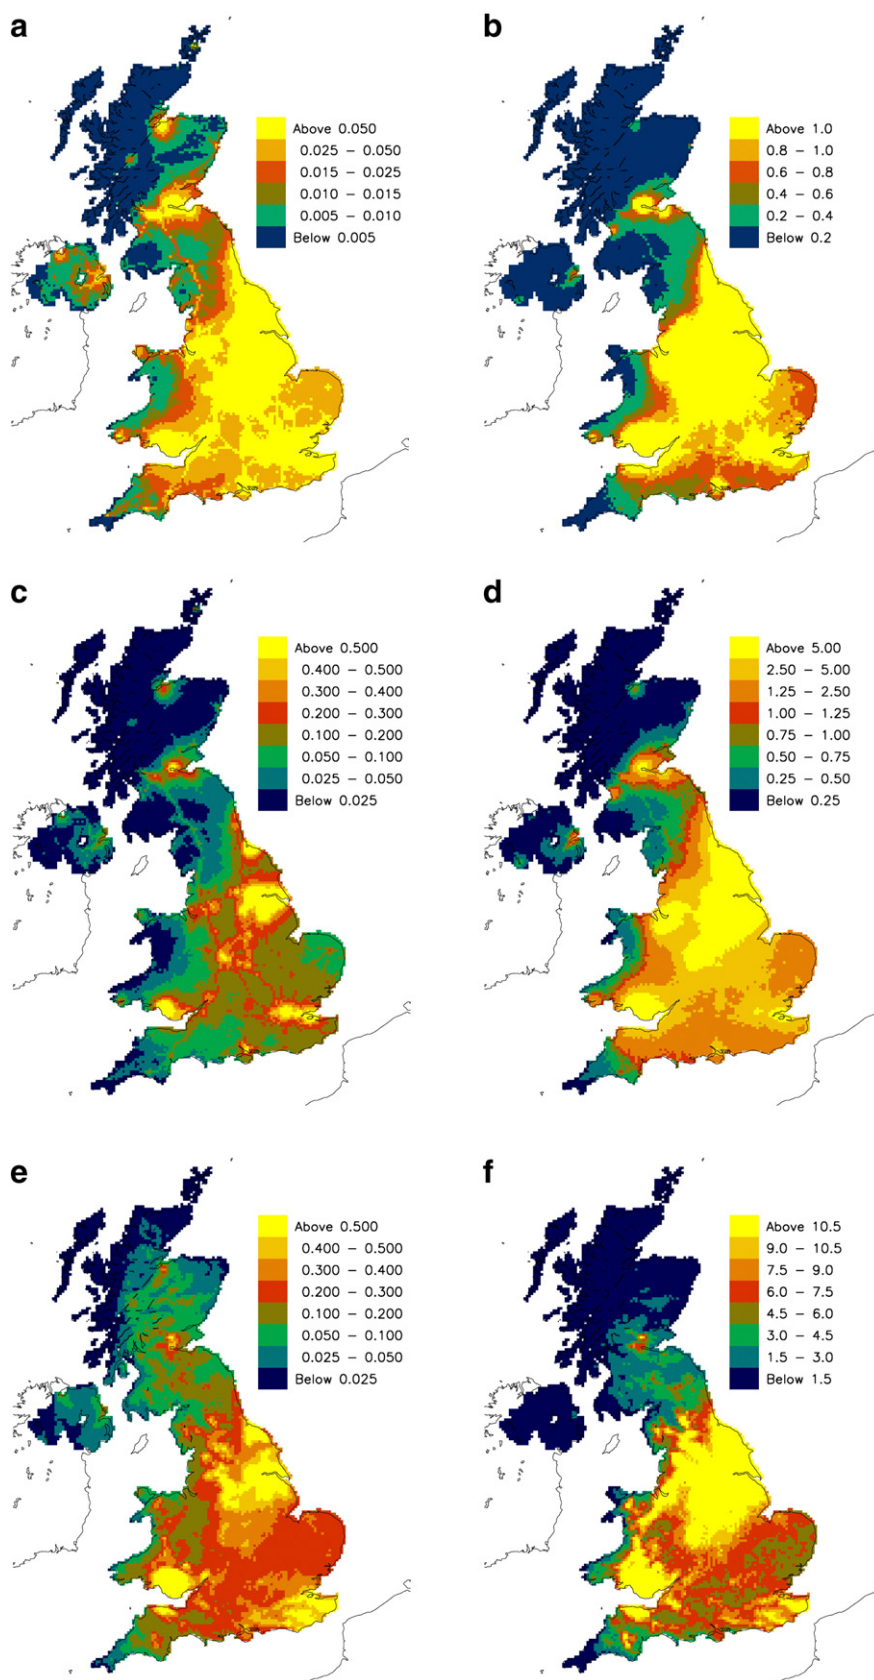 a
Above 0.050
0.025 – 0.050
0.015 – 0.025
0.010 – 0.015
0.005 – 0.010
Below 0.005
b
Above 1.0
0.8 – 1.0
0.6 – 0.8
0.4 – 0.6
0.2 – 0.4
Below 0.2
c
Above 0.500
0.400 – 0.500
0.300 – 0.400
0.200 – 0.300
0.100 – 0.200
0.050 – 0.100
0.025 – 0.050
Below 0.025
d
Above 5.00
2.50 – 5.00
1.25 – 2.50
1.00 – 1.25
0.75 – 1.00
0.50 – 0.75
0.25 – 0.50
Below 0.25
e
Above 0.500
0.400 – 0.500
0.300 – 0.400
0.200 – 0.300
0.100 – 0.200
0.050 – 0.100
0.025 – 0.050
Below 0.025
f
Above 10.5
9.0 – 10.5
7.5 – 9.0
6.0 – 7.5
4.5 – 6.0
3.0 – 4.5
1.5 – 3.0
Below 1.5